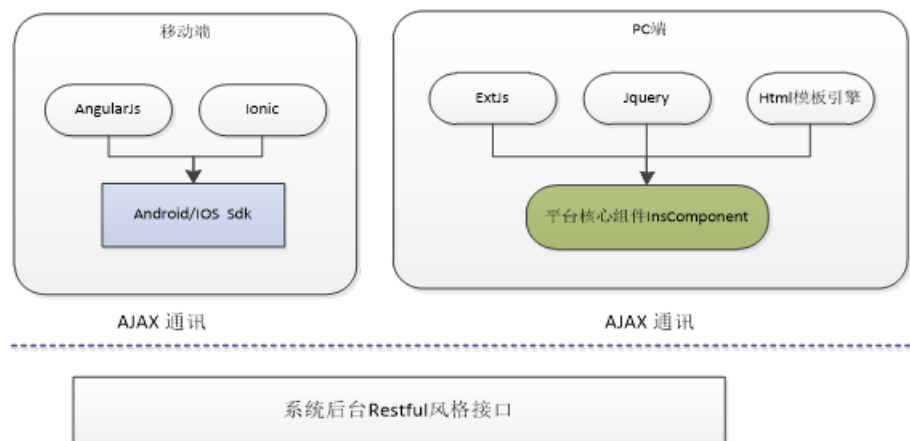 移动端
AngularJs
Ionic
Android/IOS Sdk
AJAX 通讯
PC端
ExtJs
Jquery
Html模板引擎
平台核心组件InsComponent
AJAX 通讯
系统后台Restful风格接口